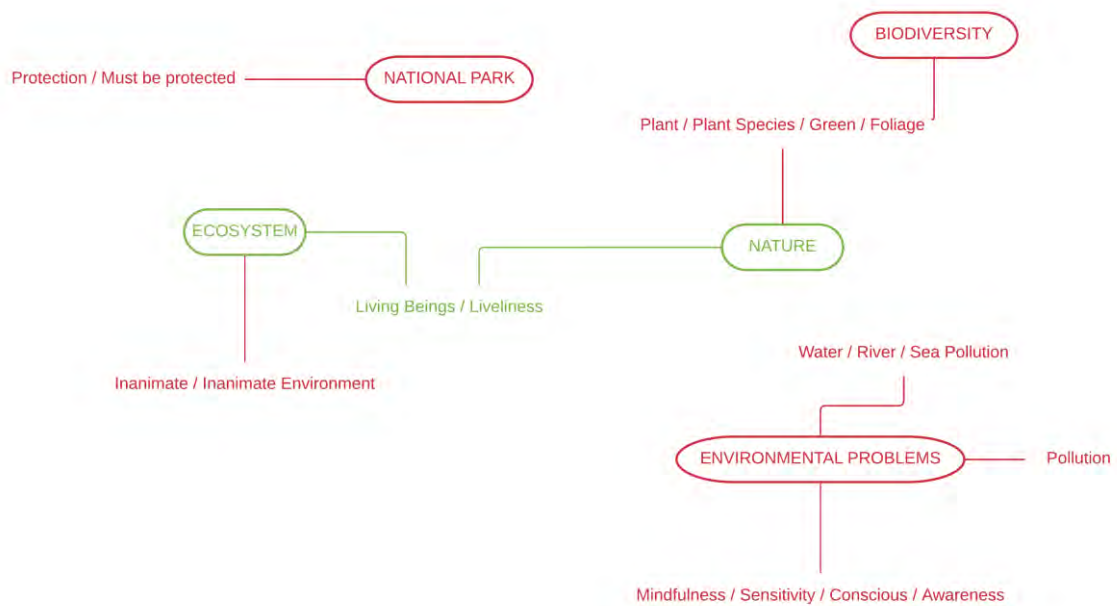 BIODIVERSITY
Protection / Must be protected
NATIONAL PARK
Plant / Plant Species / Green / Foliage
ECOSYSTEM
NATURE
Living Beings / Liveliness
Water / River / Sea Pollution
Inanimate / Inanimate Environment
ENVIRONMENTAL PROBLEMS
Pollution
Mindfulness / Sensitivity / Conscious / Awareness